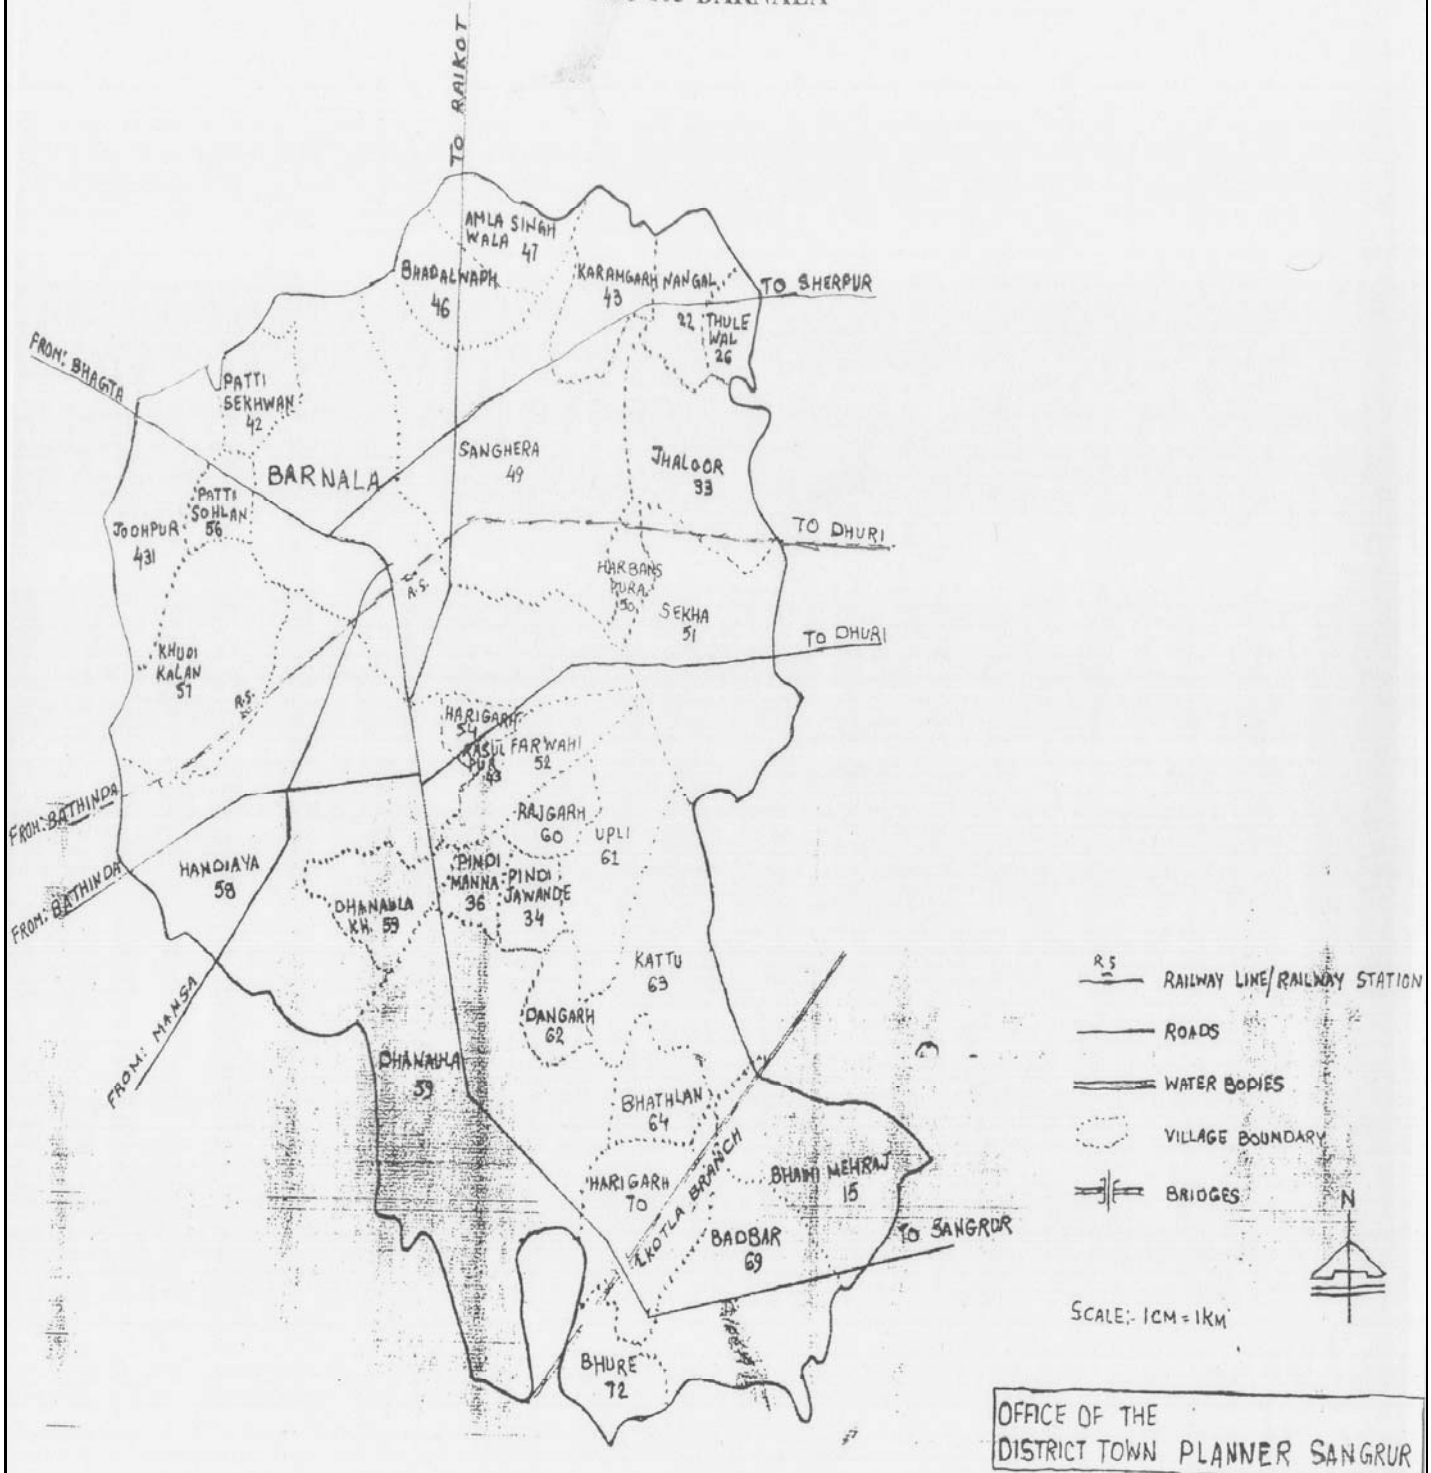 BARNALA
TO RAIKOT
AMLA SINGH
WALA 47
BHADALWADH
46
KARAMGARH
43
NANGAL
22
THULE
WAL
26
TO SHERPUR
FROM: BHAGTA
PATTI
SEKHWAN
42
BARNALA
SANGHERA
49
JHALOOR
33
PATTI
SOHLAN
56
JODHPUR
431
TO DHURI
R.S.
HARBANS
PURA
50
SEKHA
51
TO DHURI
KHUDI
KALAN
57
R.S.
HARIGARH
54
RASUL
PUR
43
FARWAHI
52
FROM: BATHINDA
RAJGARH
60
UPLI
61
HANDIAYA
58
FROM: BATHINDA
PINDI
MANNA
36
PINDI
JAWANDE
34
DHANAULA
KH. 59
KATTU
63
FROM: MANSA
DANGARH
62
DHANAULA
59
BHATHLAN
64
KOTLA BRANCH
HARIGARH
70
BHAINI MEHRAJ
15
BADBAR
69
TO SANGRUR
BHURE
72
R.S
RAILWAY LINE/RAILWAY STATION
ROADS
WATER BODIES
VILLAGE BOUNDARY
BRIDGES
N
SCALE:- 1CM = 1KM
OFFICE OF THE
DISTRICT TOWN PLANNER SANGRUR